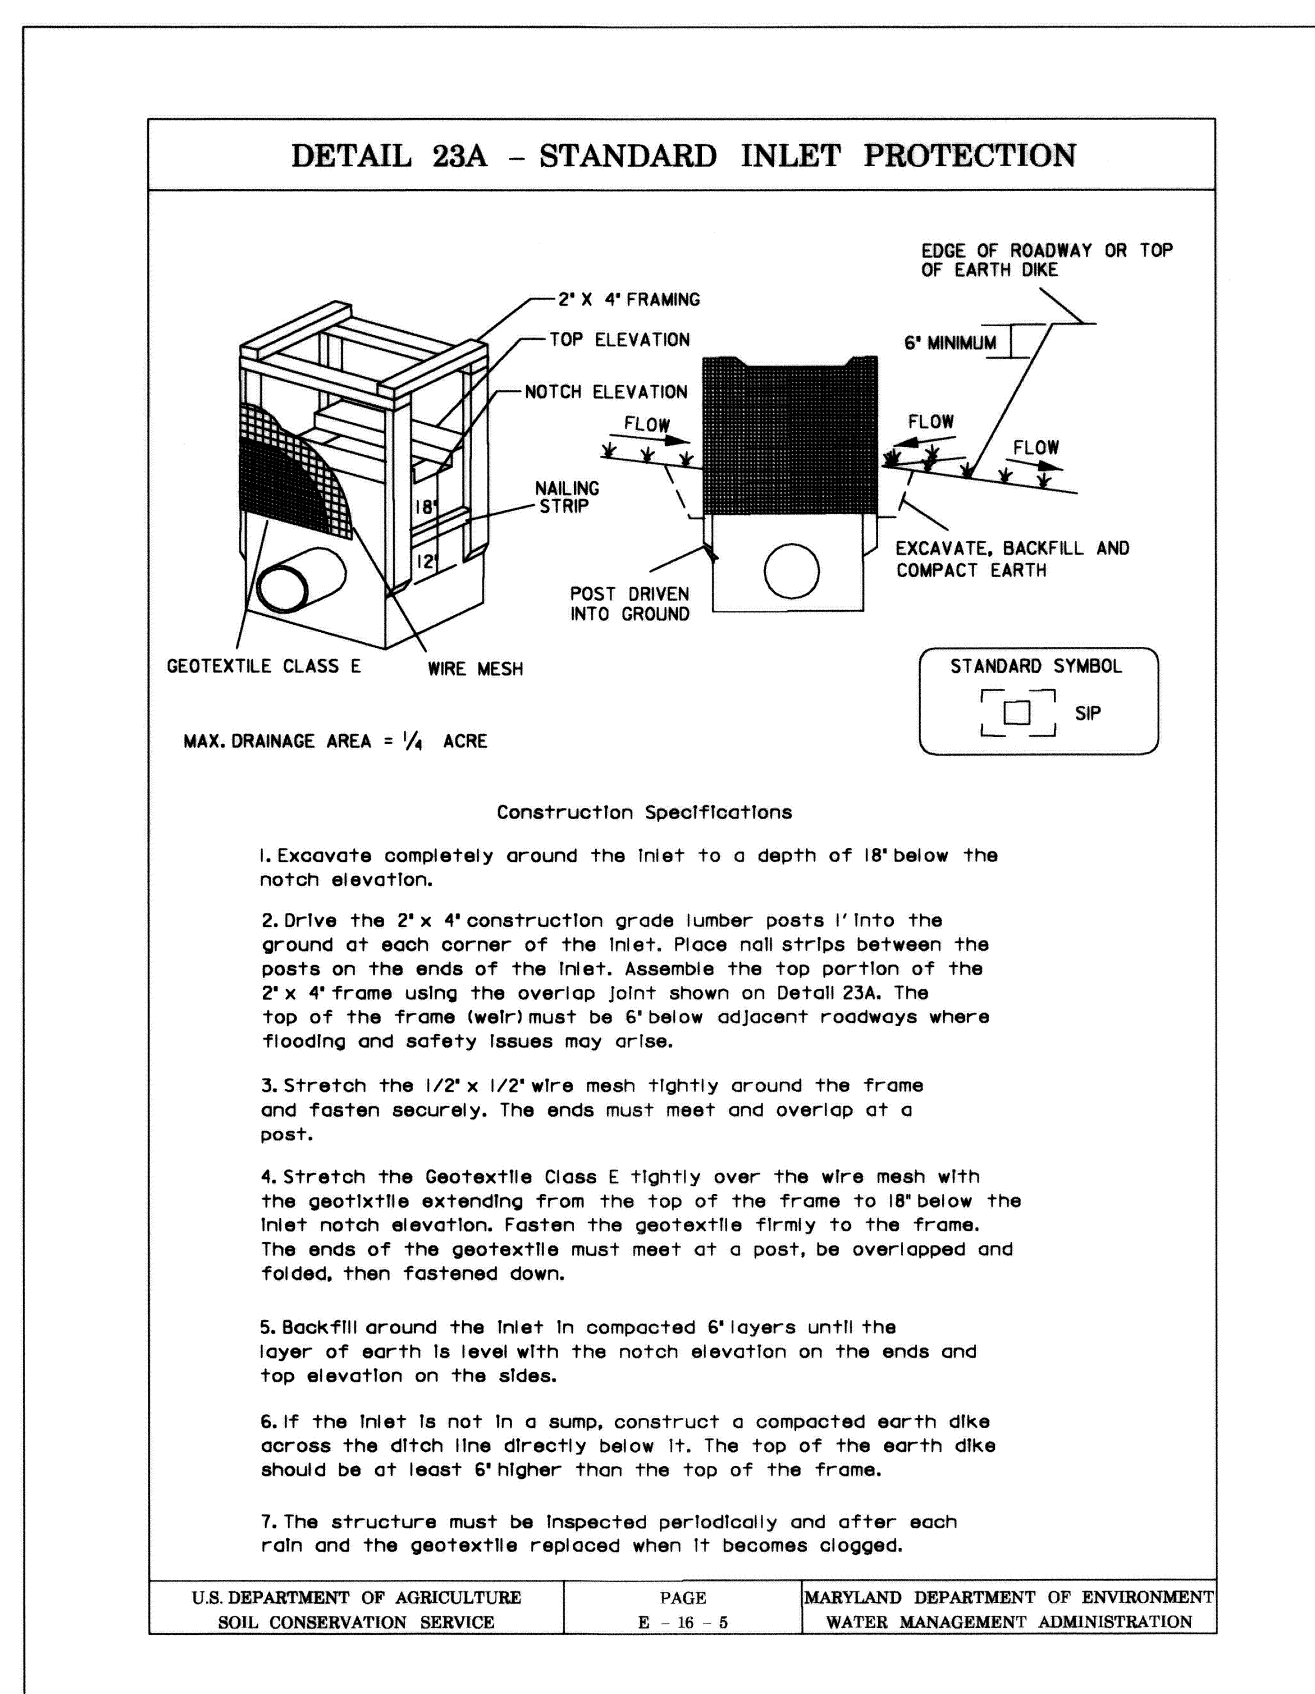 DETAIL 23A - STANDARD INLET PROTECTION
EDGE OF ROADWAY OR TOP
OF EARTH DIKE
2" X 4" FRAMING
TOP ELEVATION
6" MINIMUM
NOTCH ELEVATION
FLOW
FLOW
FLOW
NAILING
STRIP
18"
12"
EXCAVATE, BACKFILL AND
COMPACT EARTH
POST DRIVEN
INTO GROUND
GEOTEXTILE CLASS E
WIRE MESH
STANDARD SYMBOL
SIP
MAX. DRAINAGE AREA = 1/4 ACRE
Construction Specifications
1. Excavate completely around the inlet to a depth of 18" below the
notch elevation.
2. Drive the 2" x 4" construction grade lumber posts 1' into the
ground at each corner of the inlet. Place nail strips between the
posts on the ends of the inlet. Assemble the top portion of the
2" x 4" frame using the overlap joint shown on Detail 23A. The
top of the frame (weir) must be 6" below adjacent roadways where
flooding and safety issues may arise.
3. Stretch the 1/2" x 1/2" wire mesh tightly around the frame
and fasten securely. The ends must meet and overlap at a
post.
4. Stretch the Geotextile Class E tightly over the wire mesh with
the geotixtile extending from the top of the frame to 18" below the
inlet notch elevation. Fasten the geotextile firmly to the frame.
The ends of the geotextile must meet at a post, be overlapped and
folded, then fastened down.
5. Backfill around the inlet in compacted 6" layers until the
layer of earth is level with the notch elevation on the ends and
top elevation on the sides.
6. If the inlet is not in a sump, construct a compacted earth dike
across the ditch line directly below it. The top of the earth dike
should be at least 6" higher than the top of the frame.
7. The structure must be inspected periodically and after each
rain and the geotextile replaced when it becomes clogged.
U.S. DEPARTMENT OF AGRICULTURE
SOIL CONSERVATION SERVICE
PAGE
E - 16 - 5
MARYLAND DEPARTMENT OF ENVIRONMENT
WATER MANAGEMENT ADMINISTRATION